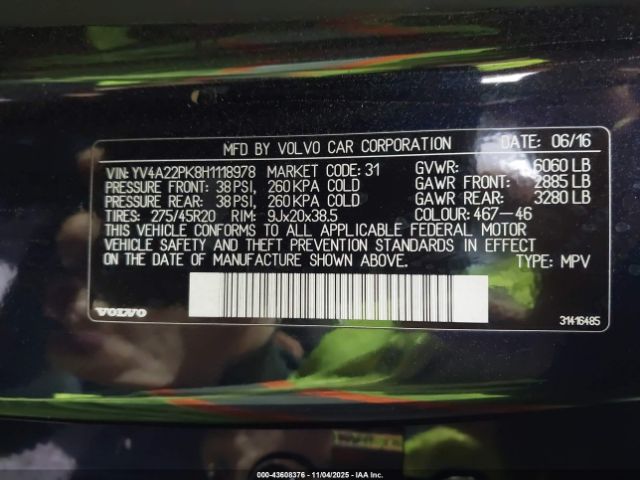 MFD BY VOLVO CAR CORPORATION DATE: 06/16
VIN: YV4A22PK8H1118978 MARKET CODE: 31 GVWR: 6060 LB
PRESSURE FRONT: 38 PSI, 260 KPA COLD GAWR FRONT: 2885 LB
PRESSURE REAR: 38 PSI, 260 KPA COLD GAWR REAR: 3280 LB
TIRES: 275/45R20 RIM: 9Jx20x38.5 COLOUR: 467-46
THIS VEHICLE CONFORMS TO ALL APPLICABLE FEDERAL MOTOR
VEHICLE SAFETY AND THEFT PREVENTION STANDARDS IN EFFECT
ON THE DATE OF MANUFACTURE SHOWN ABOVE. TYPE: MPV
VOLVO 31416485
000-43608376 - 11/04/2025 - IAA Inc.